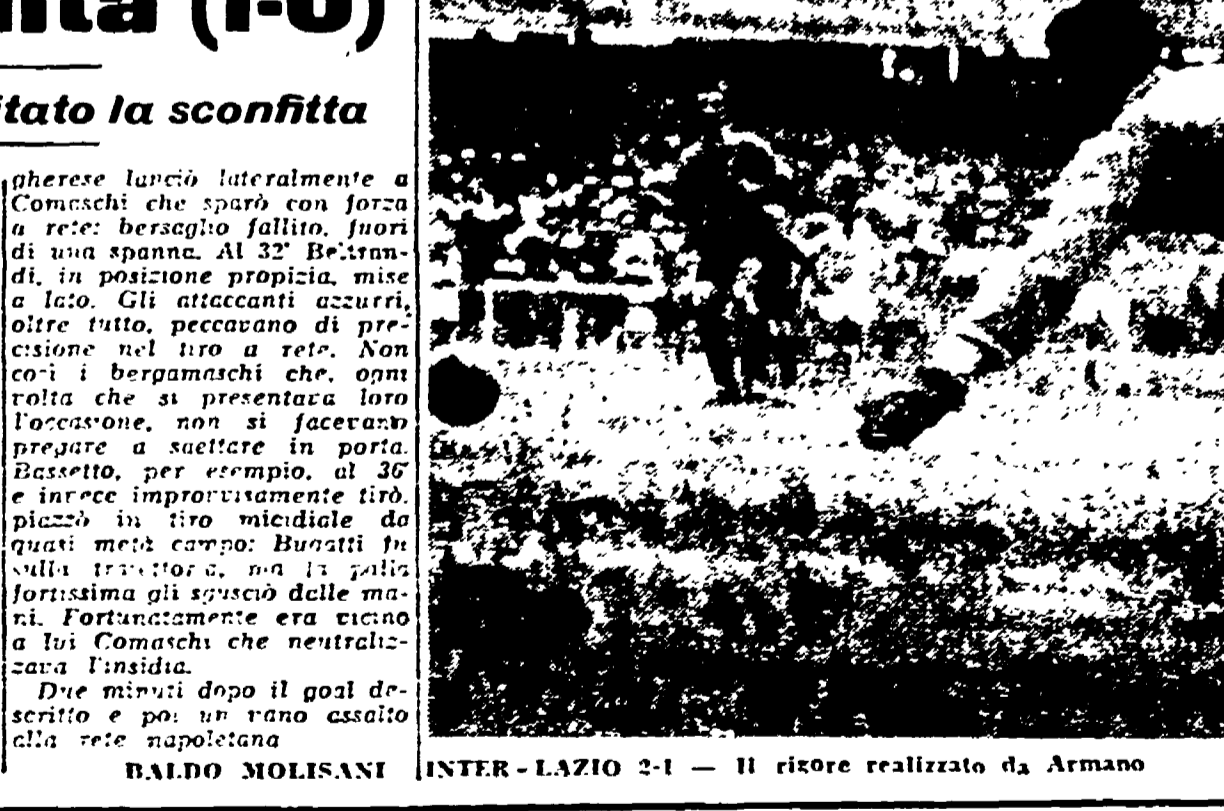 nta (1-0)
itato la sconfitta
gherese lanciò lateralmente a
Comaschi che sparò con forza
a rete: bersaglio fallito, fuori
di una spanna. Al 32' Beltran-
di, in posizione propizia, mise
a lato. Gli attaccanti azzurri,
oltre tutto, peccavano di pre-
cisione nel tiro a rete. Non
così i bergamaschi che, ogni
volta che si presentava loro
l'occasione, non si facevano
pregare a saettare in porta.
Bassetto, per esempio, al 36'
e invece improvvisamente tirò,
piazzò in tiro micidiale da
quasi metà campo: Bugatti fu
sulla traiettoria, ma la palla
fortissima gli sgusciò dalle ma-
ni. Fortunatamente era vicino
a lui Comaschi che neutraliz-
zava l'insidia.
Due minuti dopo il goal de-
scritto e poi un vano assalto
alla rete napoletana
BALDO MOLISANI
INTER - LAZIO 2-1 — Il rigore realizzato da Armano